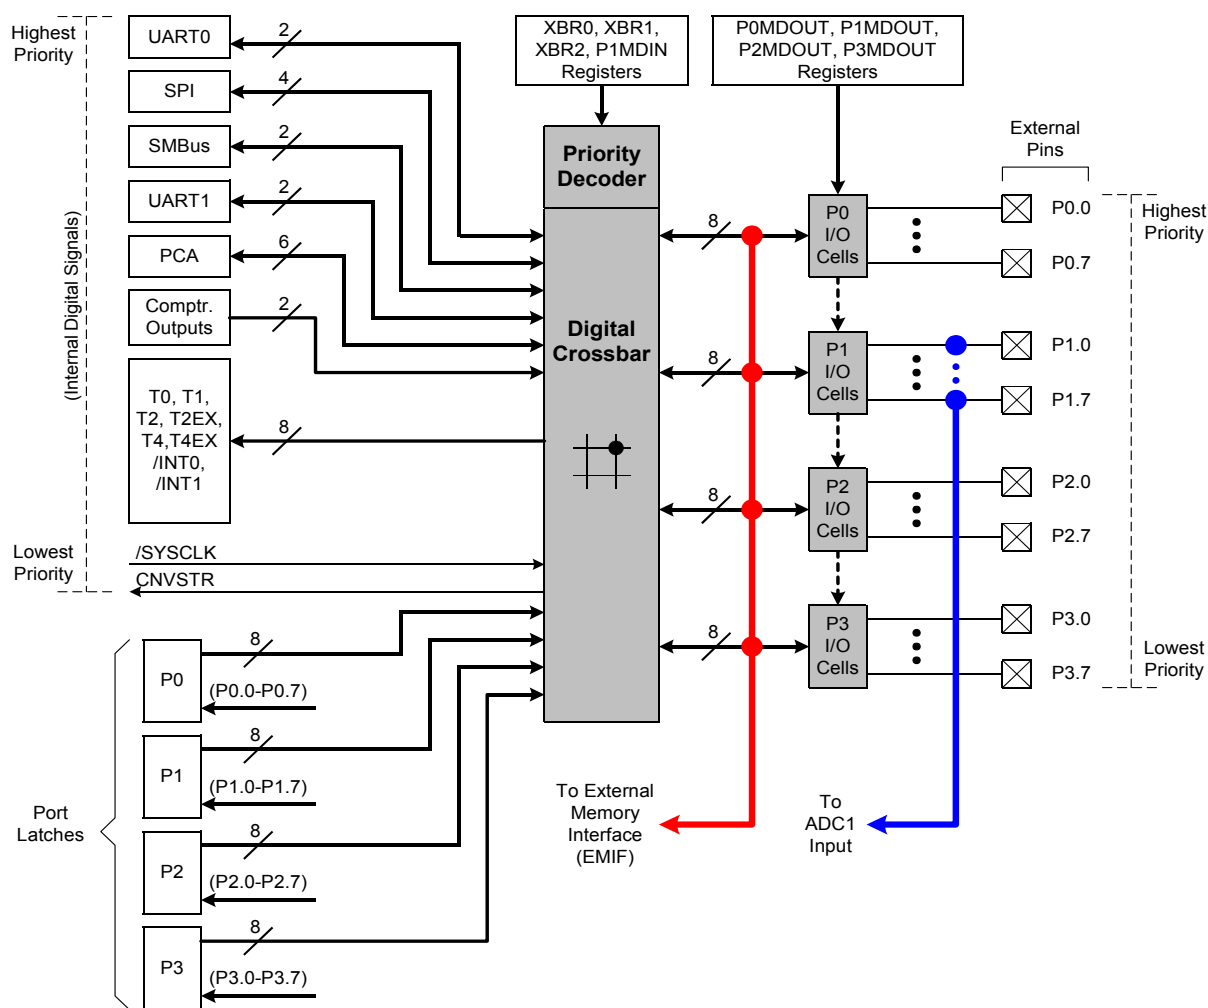 Highest
Priority
UART0
2
SPI
4
SMBus
2
UART1
2
PCA
6
Comptr.
Outputs
2
T0, T1,
T2, T2EX,
T4,T4EX
/INT0,
/INT1
8
(Internal Digital Signals)
Lowest
Priority
/SYSCLK
CNVSTR
XBR0, XBR1,
XBR2, P1MDIN
Registers
P0MDOUT, P1MDOUT,
P2MDOUT, P3MDOUT
Registers
Priority
Decoder
Digital
Crossbar
8
8
8
8
P0
I/O
Cells
P1
I/O
Cells
P2
I/O
Cells
P3
I/O
Cells
External
Pins
P0.0
P0.7
P1.0
P1.7
P2.0
P2.7
P3.0
P3.7
Highest
Priority
Lowest
Priority
Port
Latches
P0
8
(P0.0-P0.7)
P1
8
(P1.0-P1.7)
P2
8
(P2.0-P2.7)
P3
8
(P3.0-P3.7)
To External
Memory
Interface
(EMIF)
To
ADC1
Input